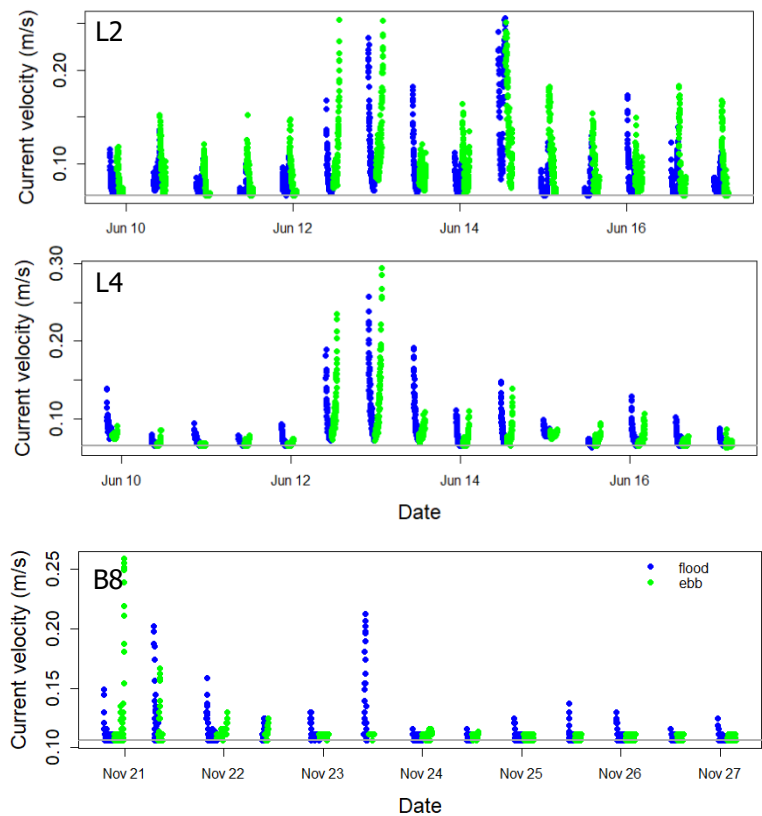 L2
Current velocity (m/s)
0.20
0.10
Jun 10 Jun 12 Jun 14 Jun 16
L4
Current velocity (m/s)
0.30
0.20
0.10
Jun 10 Jun 12 Jun 14 Jun 16
Date
B8
Current velocity (m/s)
0.25
0.20
0.15
0.10
flood
ebb
Nov 21 Nov 22 Nov 23 Nov 24 Nov 25 Nov 26 Nov 27
Date